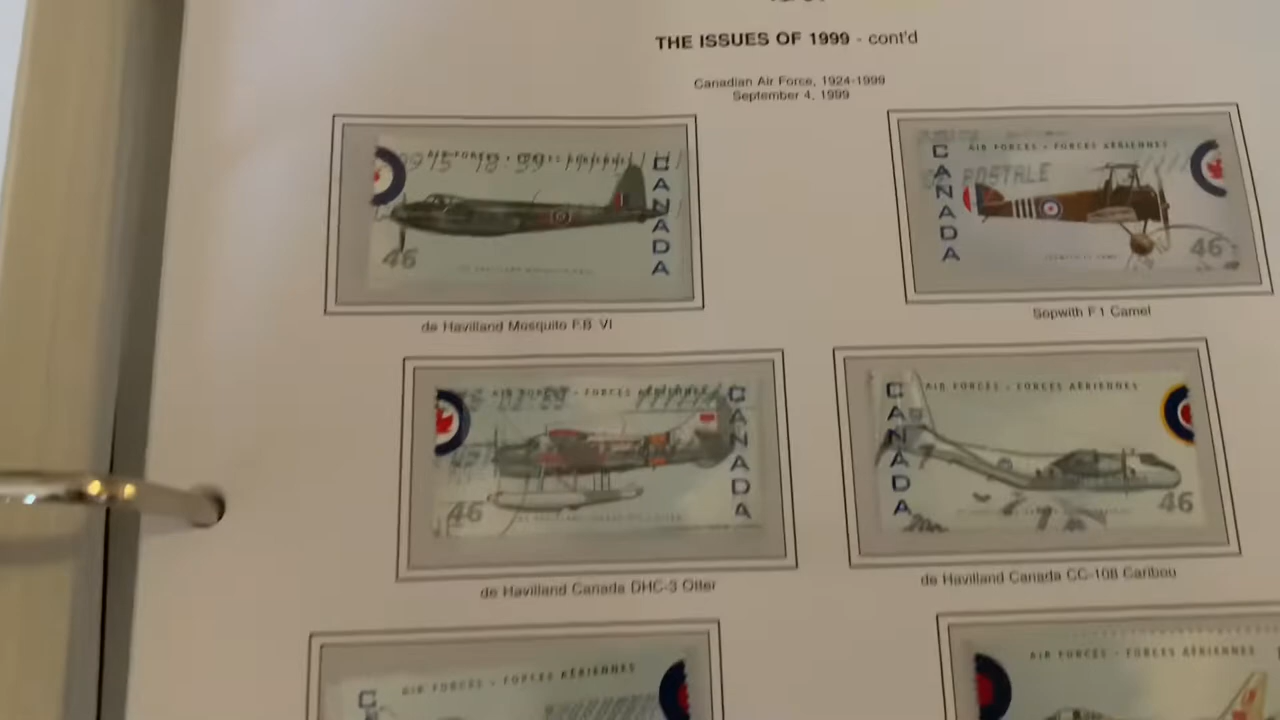 THE ISSUES OF 1999 - cont'd
Canadian Air Force, 1924-1999
September 4, 1999
CANADA
46
de Havilland Mosquito F.B VI
AIR FORCES - FORCES AÉRIENNES
CANADA
POSTALE
46
Sopwith F1 Camel
AIR FORCES - FORCES AÉRIENNES
CANADA
46
de Havilland Canada DHC-3 Otter
AIR FORCES - FORCES AÉRIENNES
CANADA
46
de Havilland Canada CC-108 Caribou
AIR FORCES - FORCES AÉRIENNES
AIR FORCES - FORCES AÉRIENNES